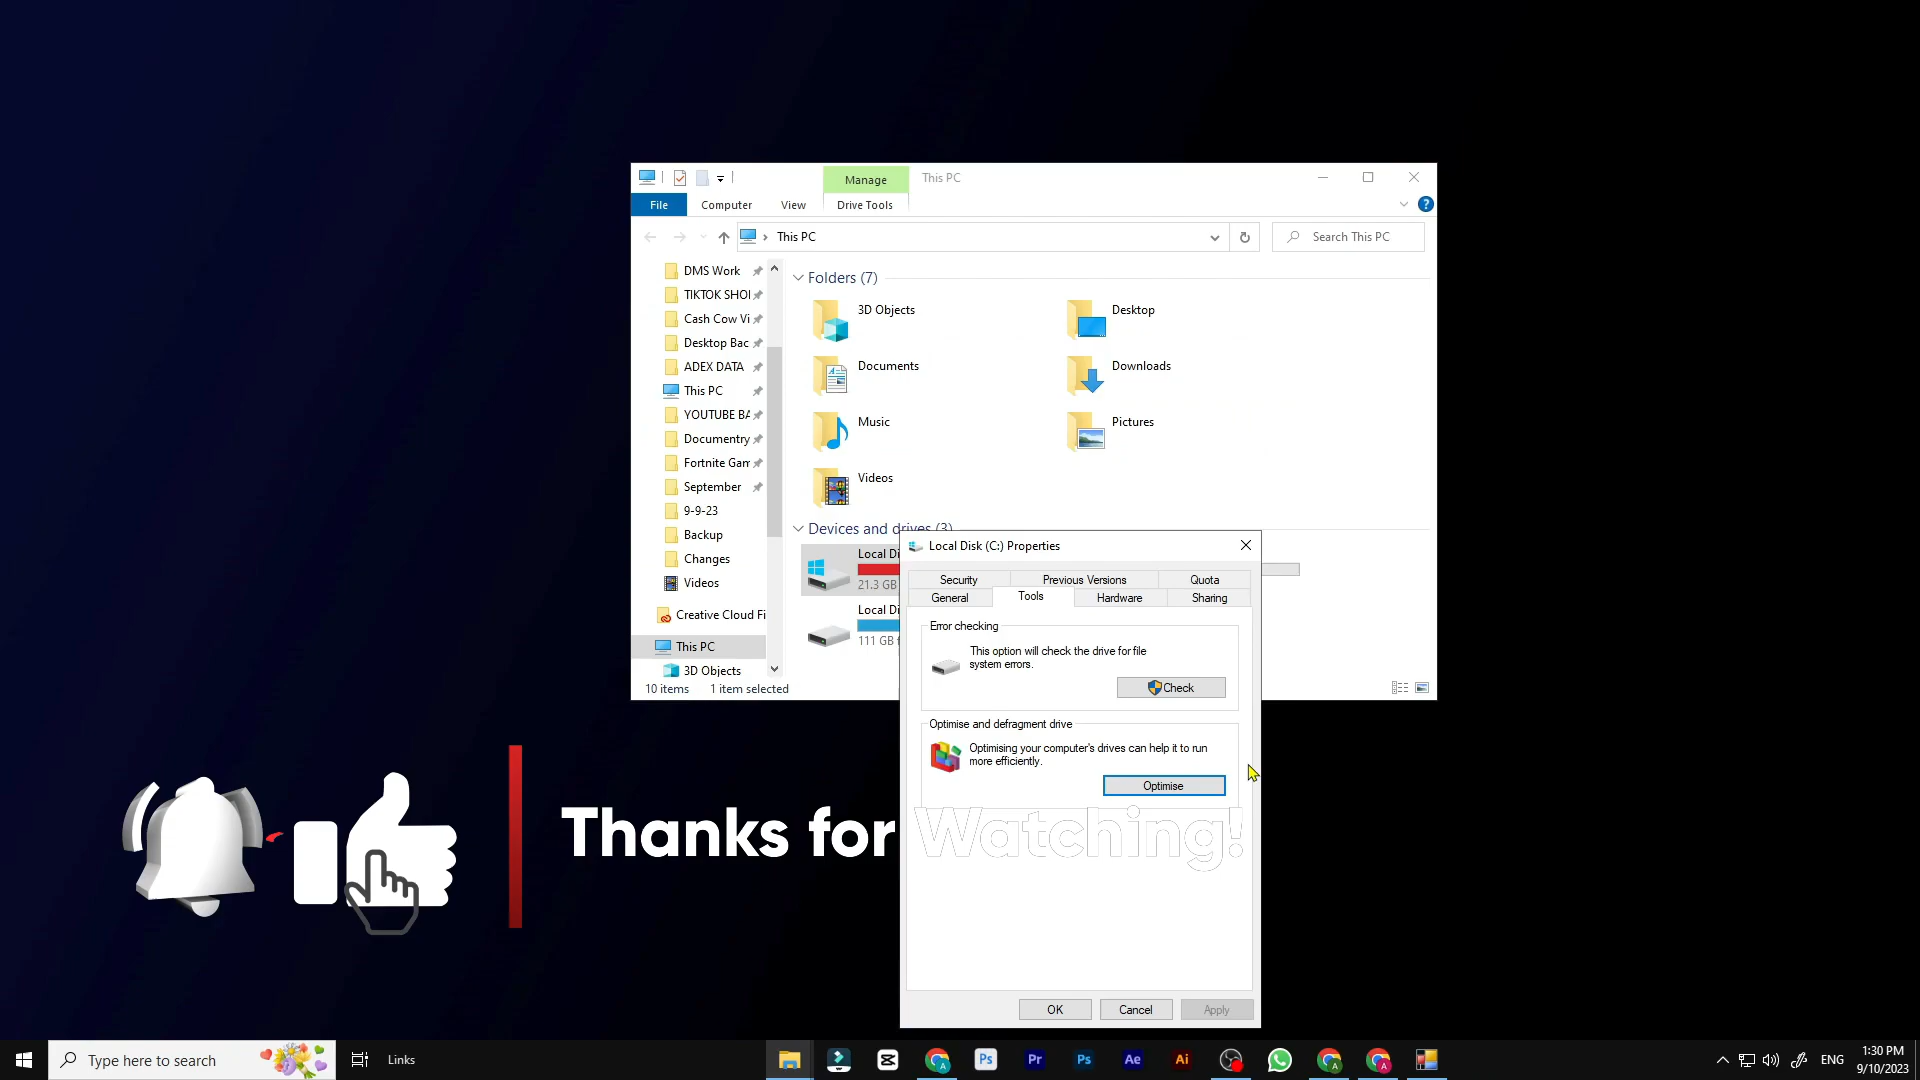 Manage
This PC
File
Computer
View
Drive Tools
This PC
Search This PC
DMS Work
TIKTOK SHOI
Cash Cow Vi
Desktop Bac
ADEX DATA
This PC
YOUTUBE BA
Documentry
Fortnite Gam
September
9-9-23
Backup
Changes
Videos
Creative Cloud Fi
This PC
3D Objects
Folders (7)
3D Objects
Desktop
Documents
Downloads
Music
Pictures
Videos
Devices and drives (3)
Local Di
21.3 GB
Local Di
111 GB f
10 items
1 item selected
Local Disk (C:) Properties
Security
Previous Versions
Quota
General
Tools
Hardware
Sharing
Error checking
This option will check the drive for file
system errors.
Check
Optimise and defragment drive
Optimising your computer's drives can help it to run
more efficiently.
Optimise
Thanks for Watching!
OK
Cancel
Apply
Type here to search
Links
Ps
Pr
Ps
Ae
Ai
ENG
1:30 PM
9/10/2023